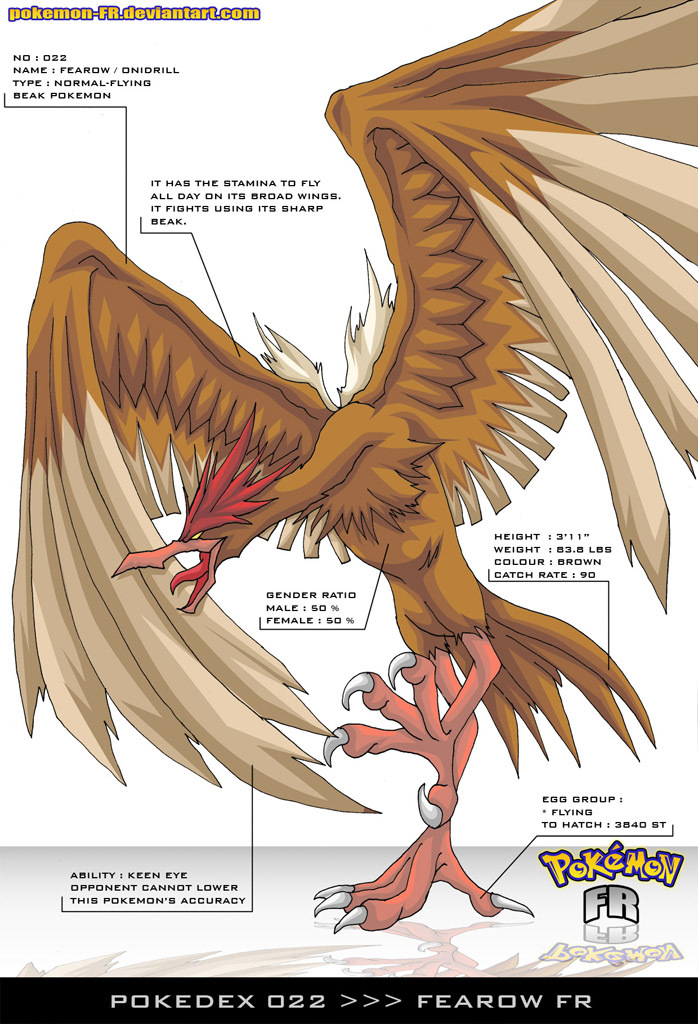 pokemon-FR.deviantart.com
NO : 022
NAME : FEAROW / ONIDRILL
TYPE : NORMAL-FLYING
BEAK POKEMON
IT HAS THE STAMINA TO FLY
ALL DAY ON ITS BROAD WINGS.
IT FIGHTS USING ITS SHARP
BEAK.
HEIGHT : 3'11"
WEIGHT : 83.8 LBS
COLOUR : BROWN
CATCH RATE : 90
GENDER RATIO
MALE : 50 %
FEMALE : 50 %
EGG GROUP :
* FLYING
TO HATCH : 3840 ST
ABILITY : KEEN EYE
OPPONENT CANNOT LOWER
THIS POKEMON'S ACCURACY
POKéMON
FR
POKEDEX 022 >>> FEAROW FR